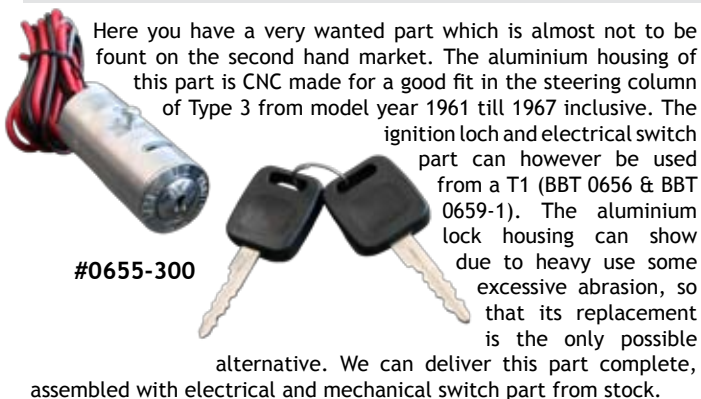 Here you have a very wanted part which is almost not to be
fount on the second hand market. The aluminium housing of
this part is CNC made for a good fit in the steering column
of Type 3 from model year 1961 till 1967 inclusive. The
ignition loch and electrical switch
part can however be used
from a T1 (BBT 0656 & BBT
0659-1). The aluminium
lock housing can show
due to heavy use some
excessive abrasion, so
that its replacement
is the only possible
alternative. We can deliver this part complete,
assembled with electrical and mechanical switch part from stock.
#0655-300